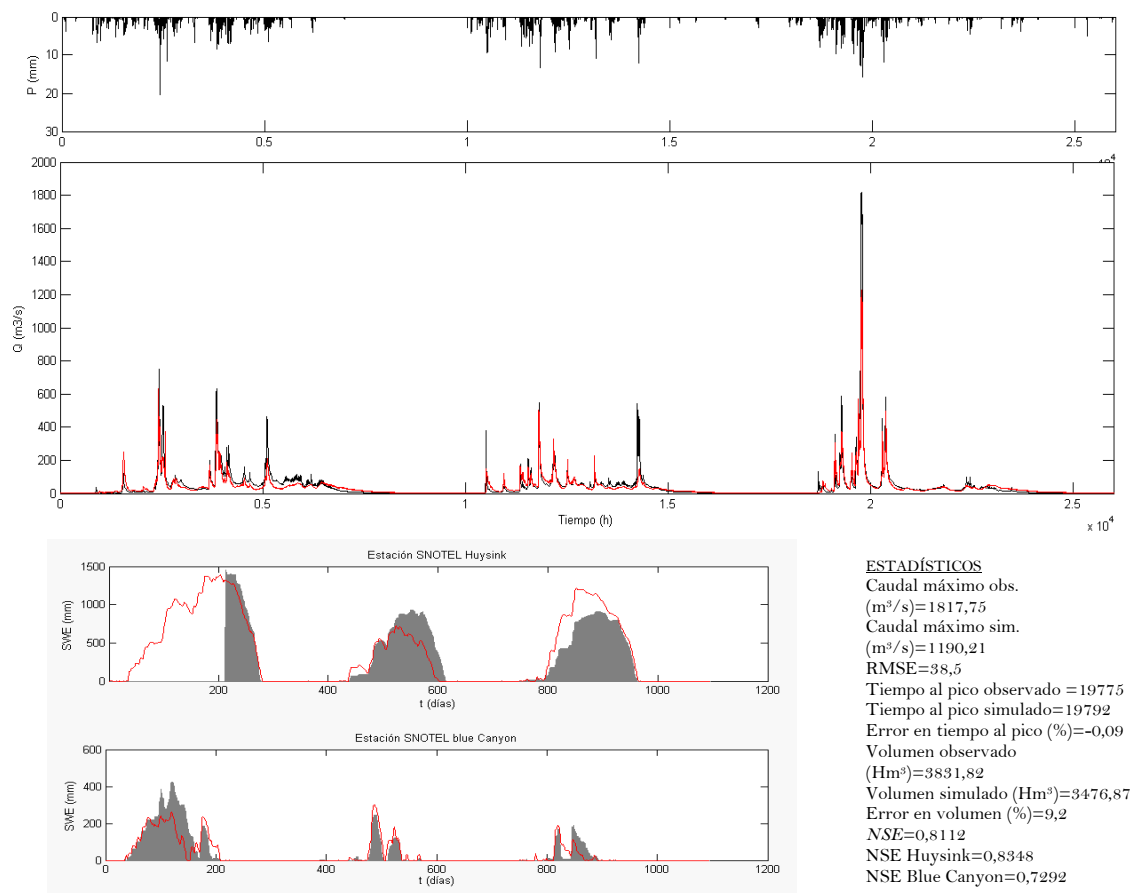 0
10
20
30
P (mm)
0
0.5
1
1.5
2
2.5
2000
1800
1600
1400
1200
1000
800
600
400
200
0
Q (m3/s)
0
0.5
1
1.5
2
2.5
Tiempo (h)
x 10⁴
Estación SNOTEL Huysink
1500
1000
500
0
SWE (mm)
200
400
600
800
1000
1200
t (días)
Estación SNOTEL blue Canyon
600
400
200
0
SWE (mm)
0
200
400
600
800
1000
1200
t (días)
ESTADÍSTICOS
Caudal máximo obs.
(m³/s)=1817,75
Caudal máximo sim.
(m³/s)=1190,21
RMSE=38,5
Tiempo al pico observado =19775
Tiempo al pico simulado=19792
Error en tiempo al pico (%)=-0,09
Volumen observado
(Hm³)=3831,82
Volumen simulado (Hm³)=3476,87
Error en volumen (%)=9,2
NSE=0,8112
NSE Huysink=0,8348
NSE Blue Canyon=0,7292